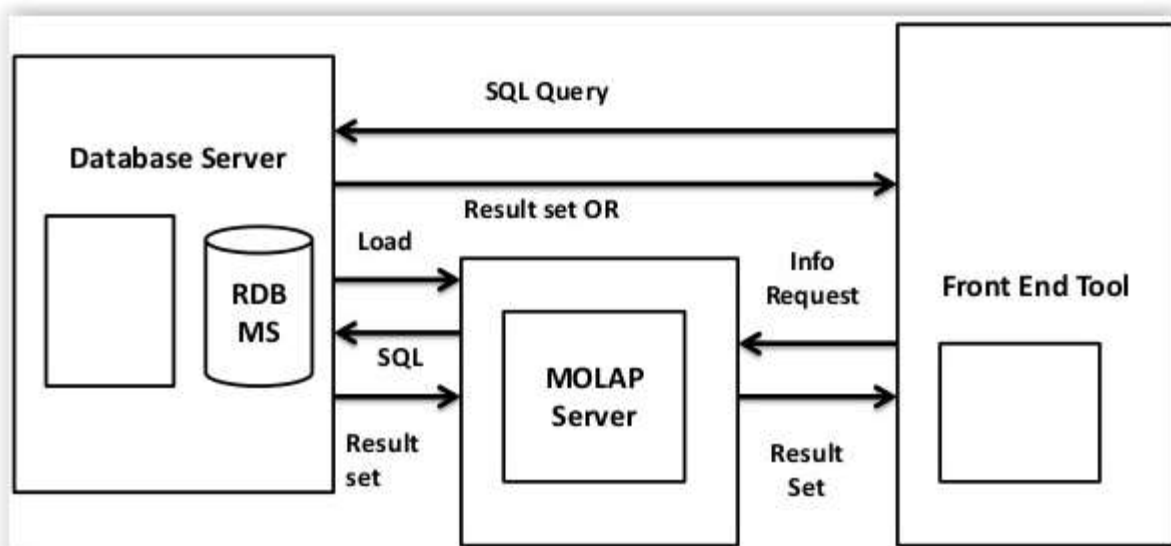 SQL Query
Database Server
Result set OR
Load
Info
Request
RDB
MS
Front End Tool
SQL
MOLAP
Server
Result
set
Result
Set